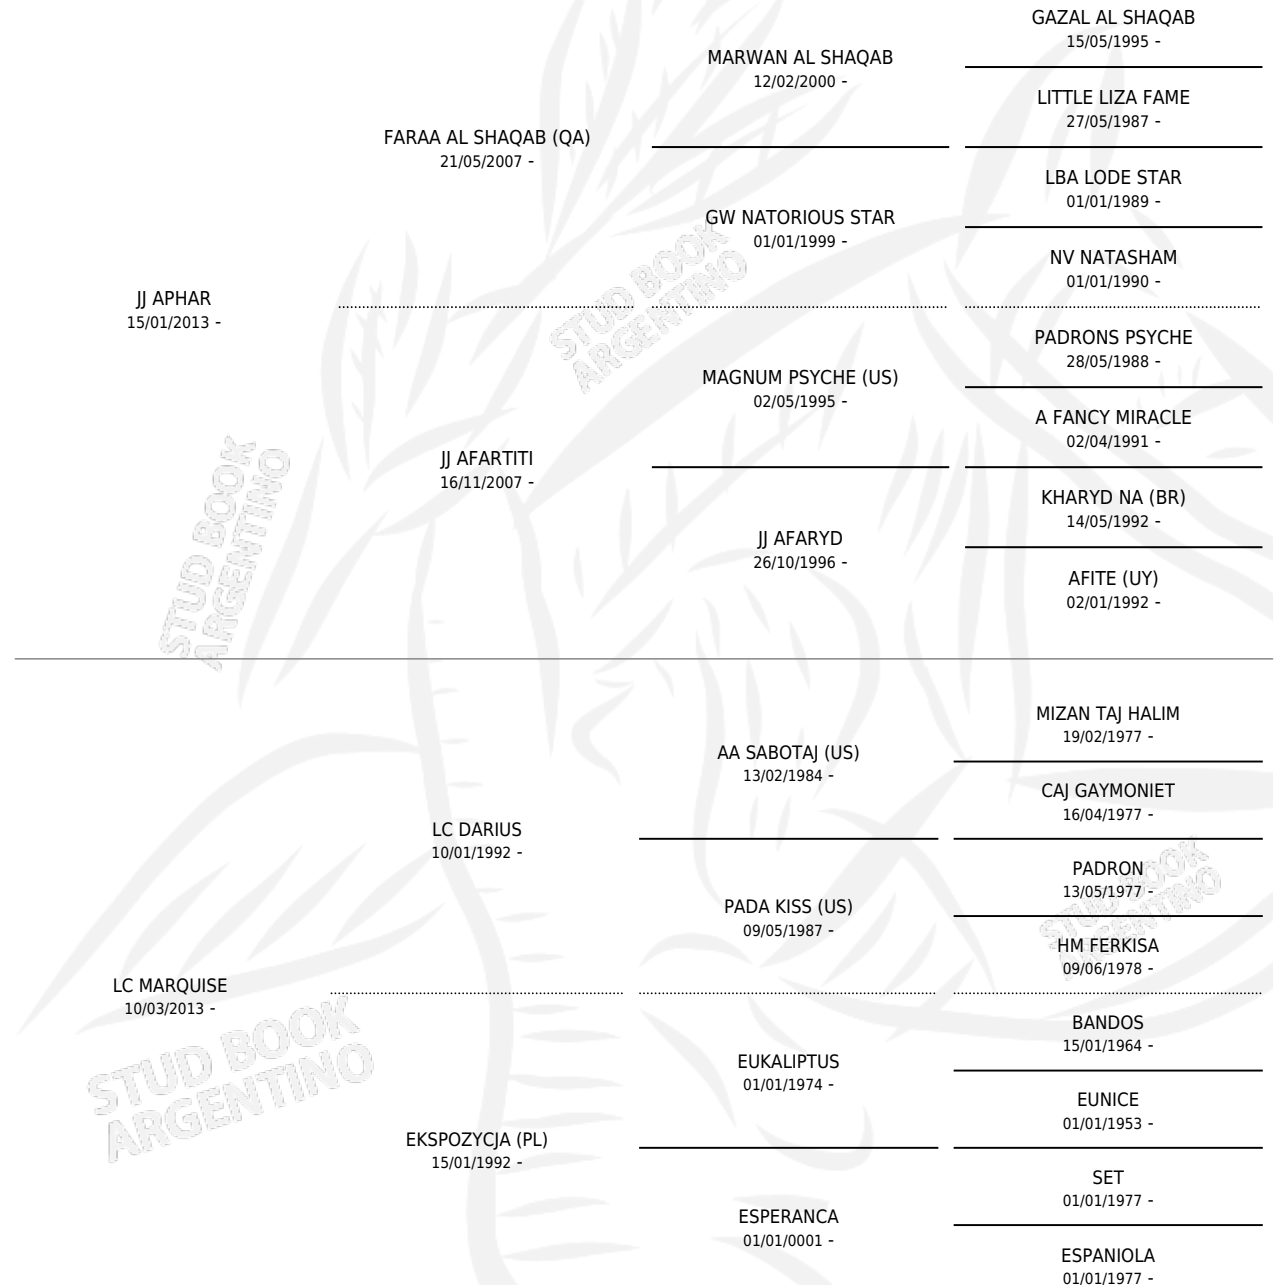 GAZAL AL SHAQAB
15/05/1995 -
MARWAN AL SHAQAB
12/02/2000 -
LITTLE LIZA FAME
27/05/1987 -
FARAA AL SHAQAB (QA)
21/05/2007 -
LBA LODE STAR
01/01/1989 -
GW NATORIOUS STAR
01/01/1999 -
NV NATASHAM
01/01/1990 -
JJ APHAR
15/01/2013 -
PADRONS PSYCHE
28/05/1988 -
MAGNUM PSYCHE (US)
02/05/1995 -
A FANCY MIRACLE
02/04/1991 -
JJ AFARTITI
16/11/2007 -
KHARYD NA (BR)
14/05/1992 -
JJ AFARYD
26/10/1996 -
AFITE (UY)
02/01/1992 -
STUD BOOK
ARGENTINO
STUD BOOK
ARGENTINO
MIZAN TAJ HALIM
19/02/1977 -
AA SABOTAJ (US)
13/02/1984 -
CAJ GAYMONIET
16/04/1977 -
LC DARIUS
10/01/1992 -
PADRON
13/05/1977 -
PADA KISS (US)
09/05/1987 -
HM FERKISA
09/06/1978 -
LC MARQUISE
10/03/2013 -
BANDOS
15/01/1964 -
EUKALIPTUS
01/01/1974 -
EUNICE
01/01/1953 -
EKSPOZYCJA (PL)
15/01/1992 -
SET
01/01/1977 -
ESPERANCA
01/01/0001 -
ESPANIOLA
01/01/1977 -
STUD BOOK
ARGENTINO
STUD BOOK
ARGENTINO